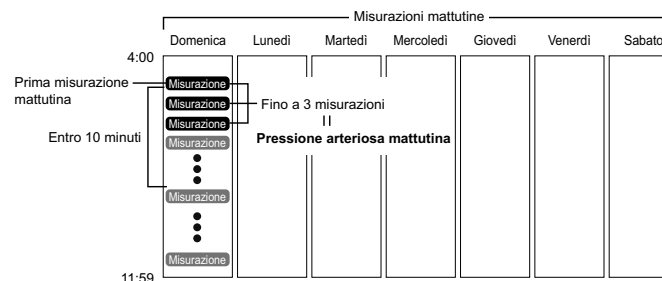 Misurazioni mattutine
Domenica Lunedì Martedì Mercoledì Giovedì Venerdì Sabato
4:00
Prima misurazione
mattutina
Misurazione
Misurazione
Fino a 3 misurazioni
Misurazione
Entro 10 minuti
Misurazione
Pressione arteriosa mattutina
Misurazione
Misurazione
11:59